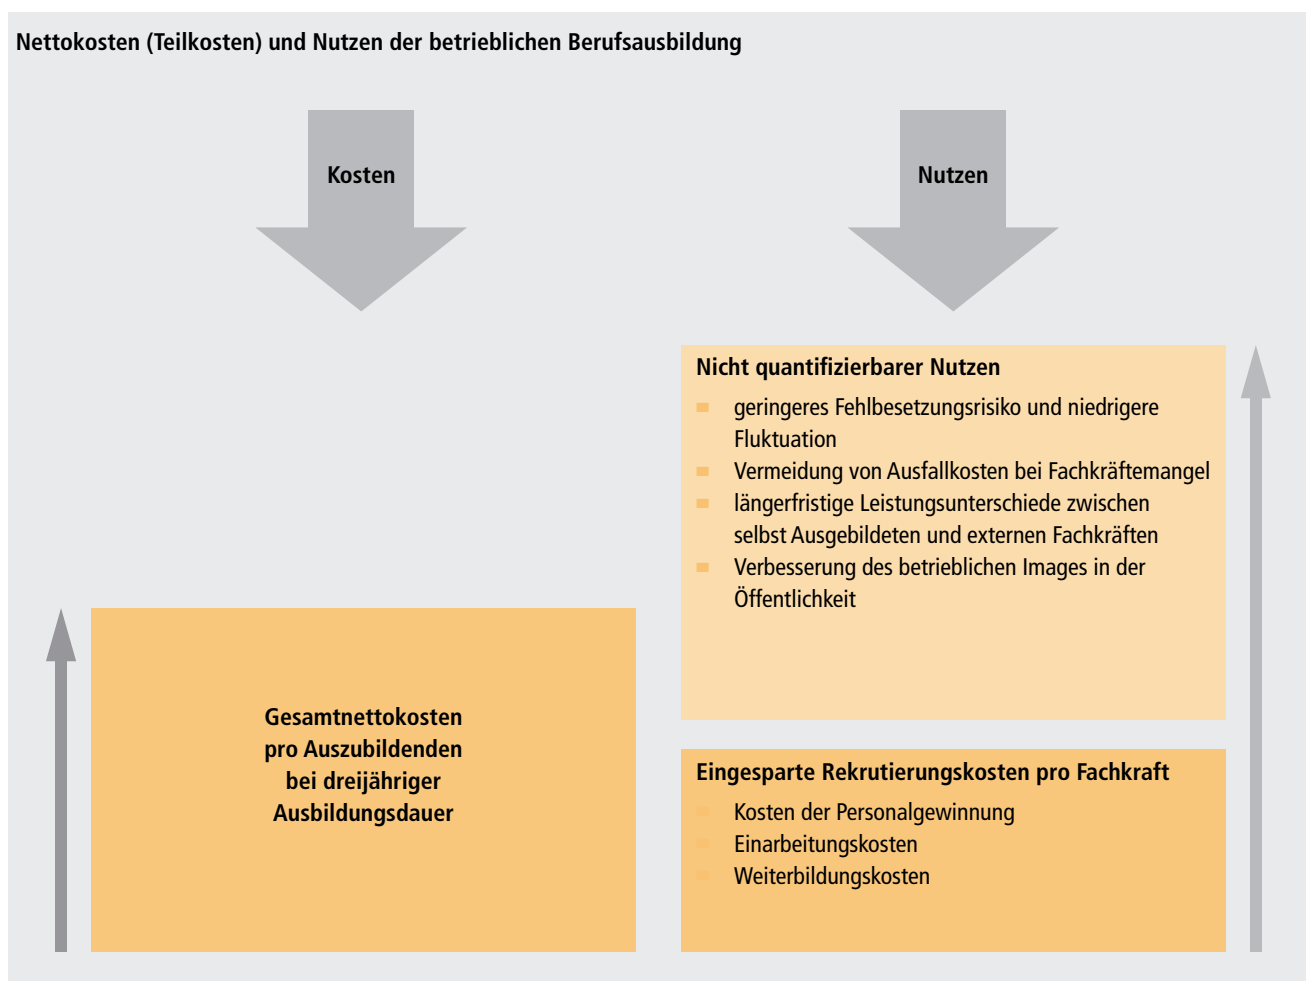 Nettokosten (Teilkosten) und Nutzen der betrieblichen Berufsausbildung
Kosten
Nutzen
Nicht quantifizierbarer Nutzen
geringeres Fehlbesetzungsrisiko und niedrigere
Fluktuation
Vermeidung von Ausfallkosten bei Fachkräftemangel
längerfristige Leistungsunterschiede zwischen
selbst Ausgebildeten und externen Fachkräften
Verbesserung des betrieblichen Images in der
Öffentlichkeit
Gesamtnettokosten
pro Auszubildenden
bei dreijähriger
Ausbildungsdauer
Eingesparte Rekrutierungskosten pro Fachkraft
Kosten der Personalgewinnung
Einarbeitungskosten
Weiterbildungskosten